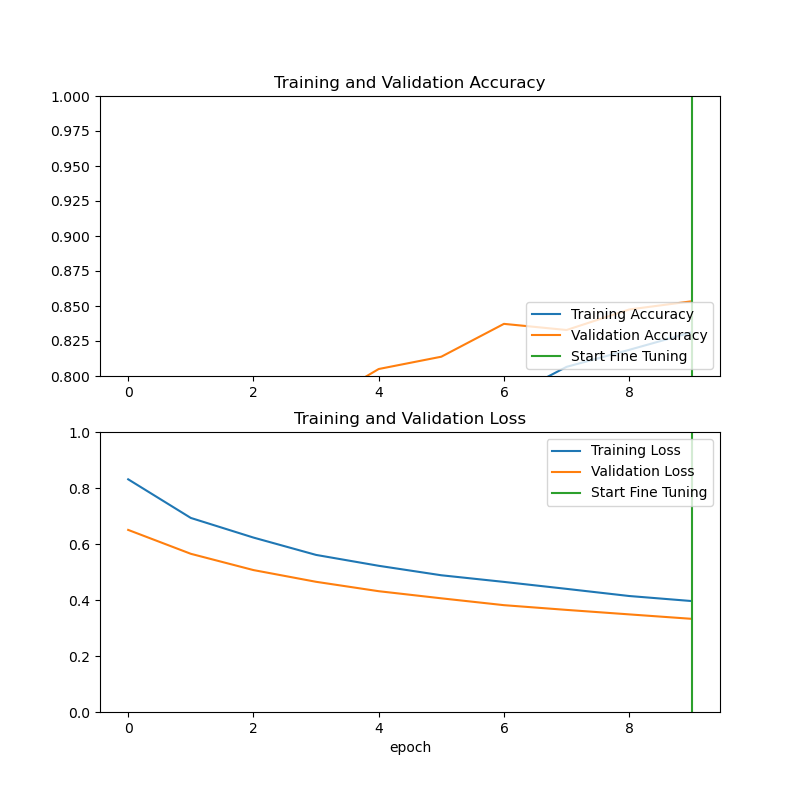 Training and Validation Accuracy
1.000
0.975
0.950
0.925
0.900
0.875
0.850
0.825
0.800
Training Accuracy
Validation Accuracy
Start Fine Tuning
0 2 4 6 8
Training and Validation Loss
1.0
0.8
0.6
0.4
0.2
0.0
Training Loss
Validation Loss
Start Fine Tuning
0 2 4 6 8
epoch